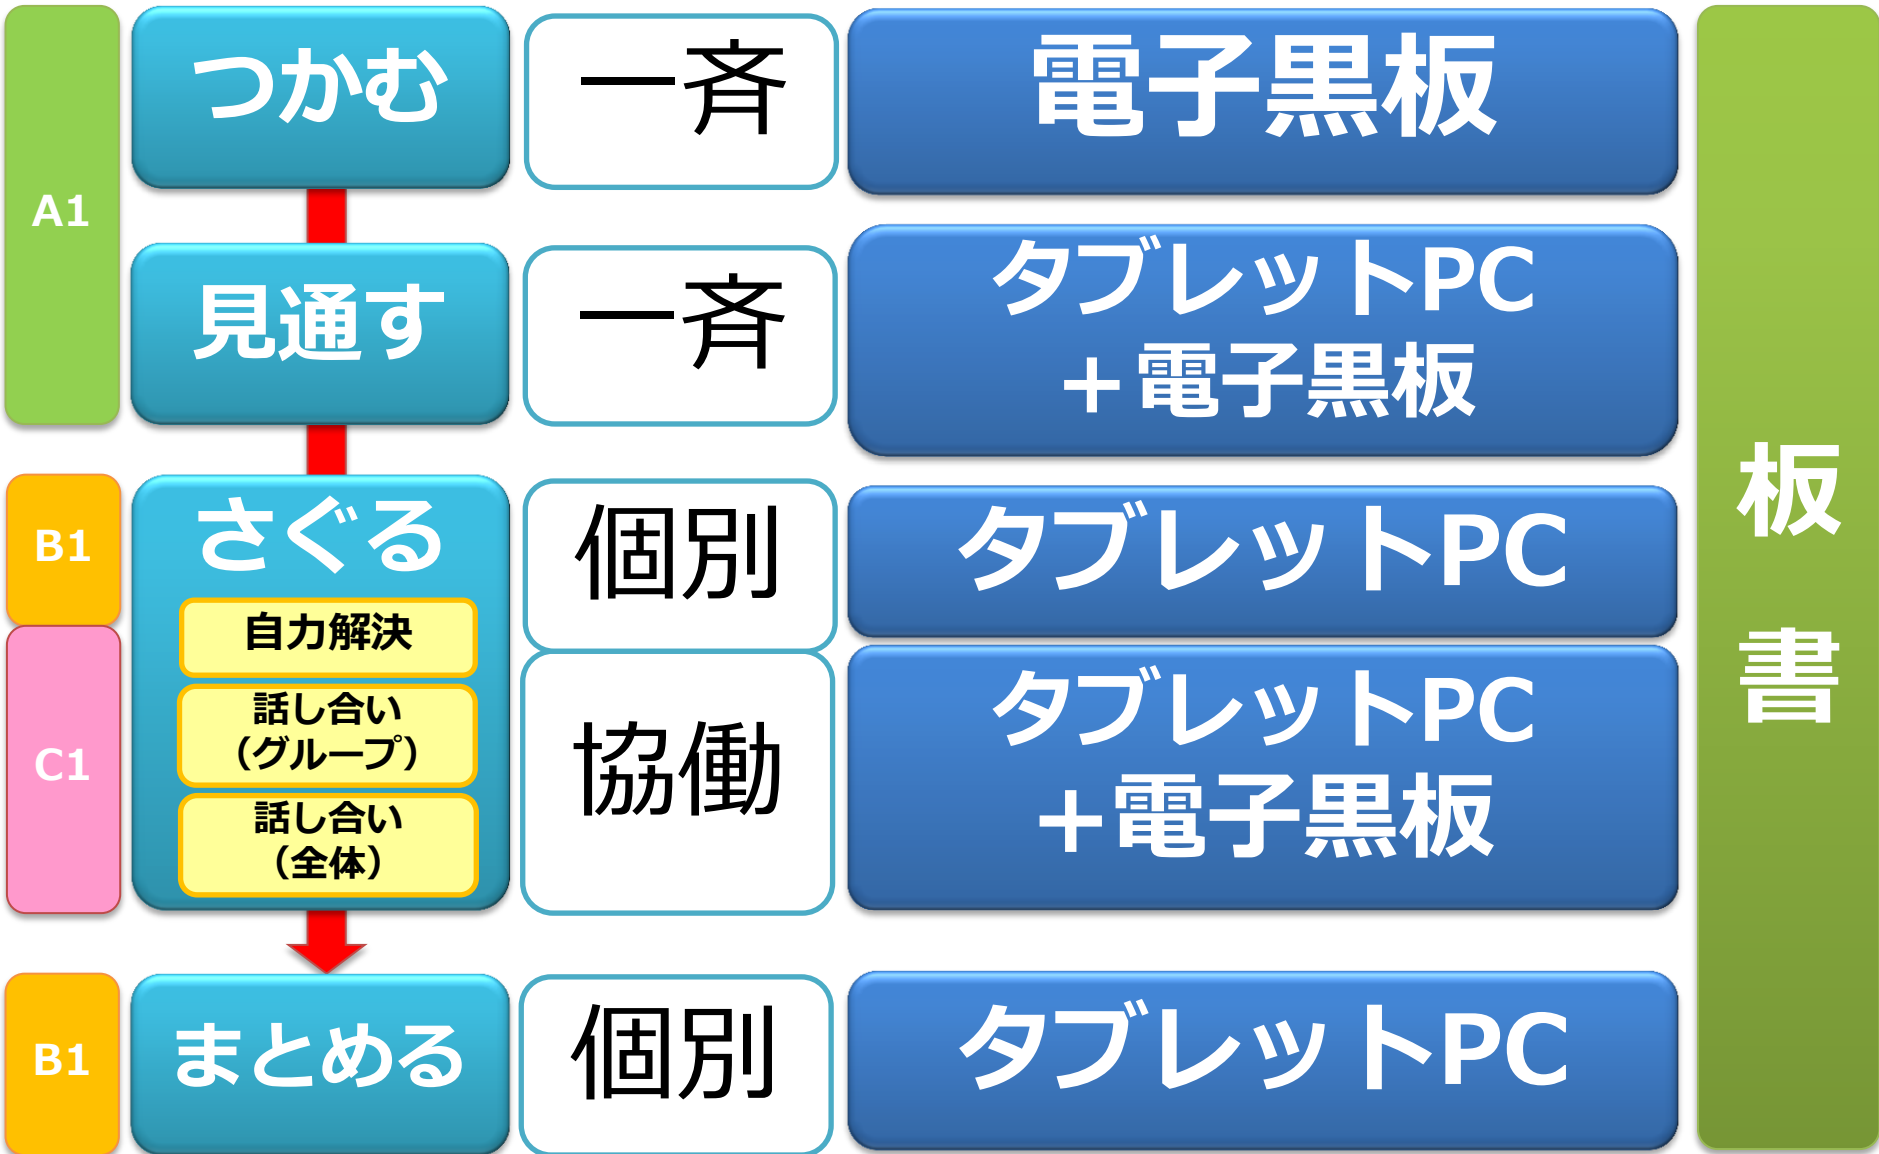 A1
つかむ
一斉
電子黒板
見通す
一斉
タブレットPC
+電子黒板
B1
さぐる
自力解決
個別
タブレットPC
C1
話し合い
(グループ)
話し合い
(全体)
協働
タブレットPC
+電子黒板
B1
まとめる
個別
タブレットPC
板
書